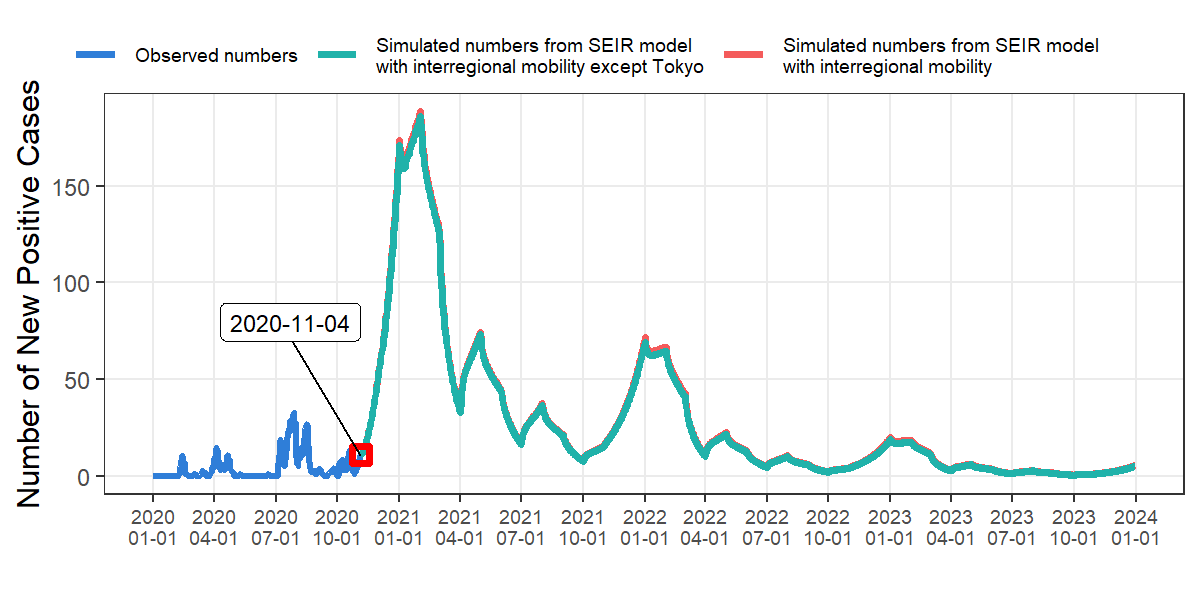 Observed numbers
Simulated numbers from SEIR model
with interregional mobility except Tokyo
Simulated numbers from SEIR model
with interregional mobility
Number of New Positive Cases
150
100
50
0
2020-11-04
2020 2020 2020 2020 2021 2021 2021 2021 2022 2022 2022 2022 2023 2023 2023 2023 2024
01-01 04-01 07-01 10-01 01-01 04-01 07-01 10-01 01-01 04-01 07-01 10-01 01-01 04-01 07-01 10-01 01-01